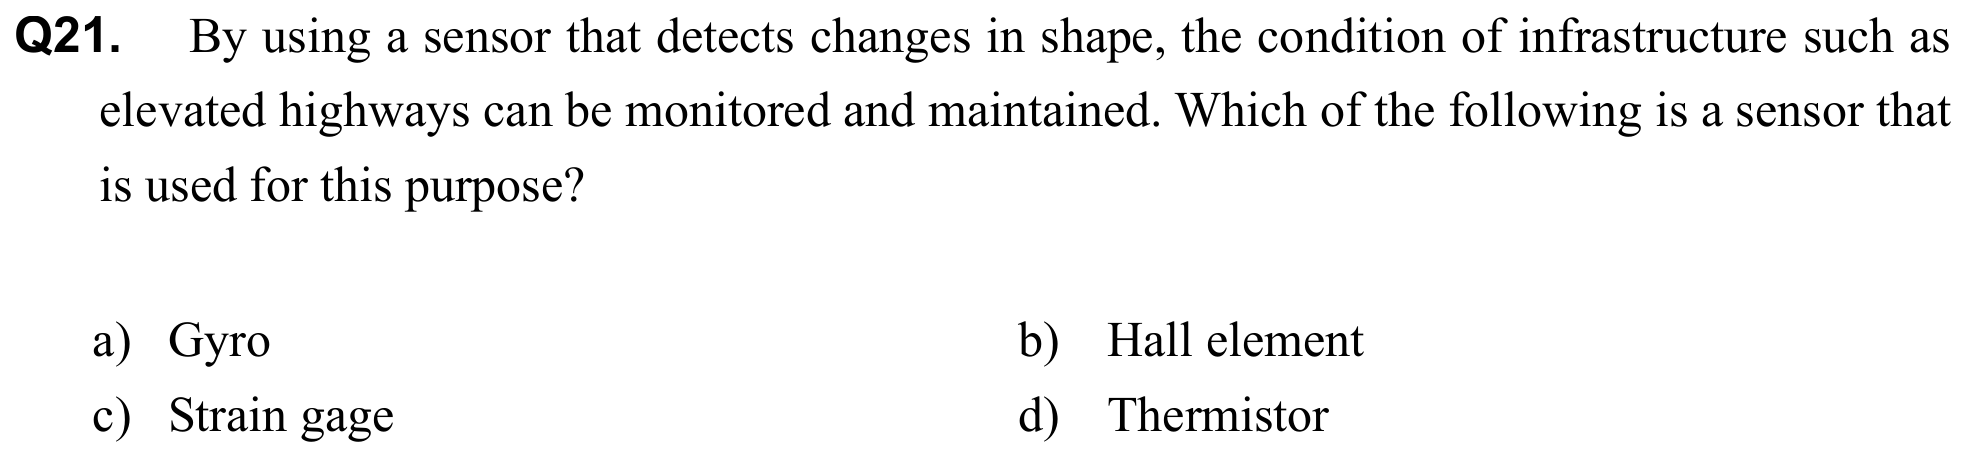 Q21. By using a sensor that detects changes in shape, the condition of infrastructure such as
elevated highways can be monitored and maintained. Which of the following is a sensor that
is used for this purpose?
a) Gyro b) Hall element
c) Strain gage d) Thermistor